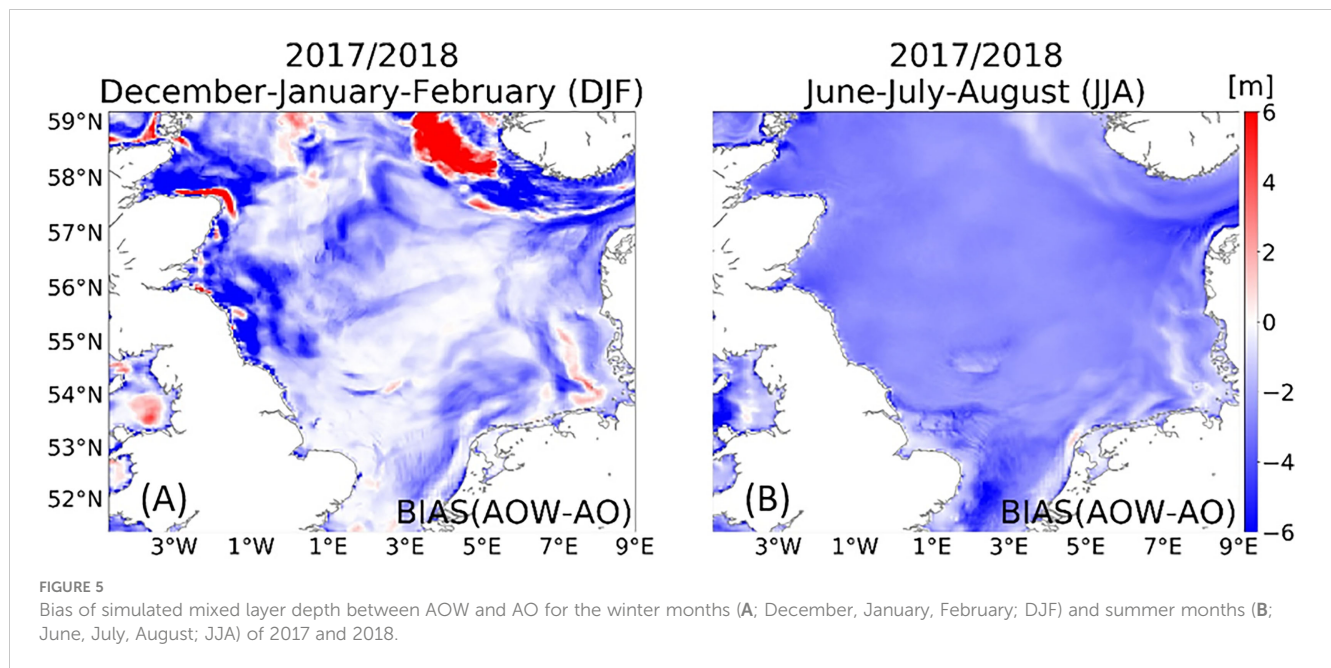 2017/2018
December-January-February (DJF)
2017/2018
June-July-August (JJA)
[m]
59°N
58°N
57°N
56°N
55°N
54°N
53°N
52°N
(A)
BIAS(AOW-AO)
3°W 1°W 1°E 3°E 5°E 7°E 9°E
(B)
BIAS(AOW-AO)
3°W 1°W 1°E 3°E 5°E 7°E 9°E
6
4
2
0
−2
−4
−6
FIGURE 5
Bias of simulated mixed layer depth between AOW and AO for the winter months (A; December, January, February; DJF) and summer months (B;
June, July, August; JJA) of 2017 and 2018.